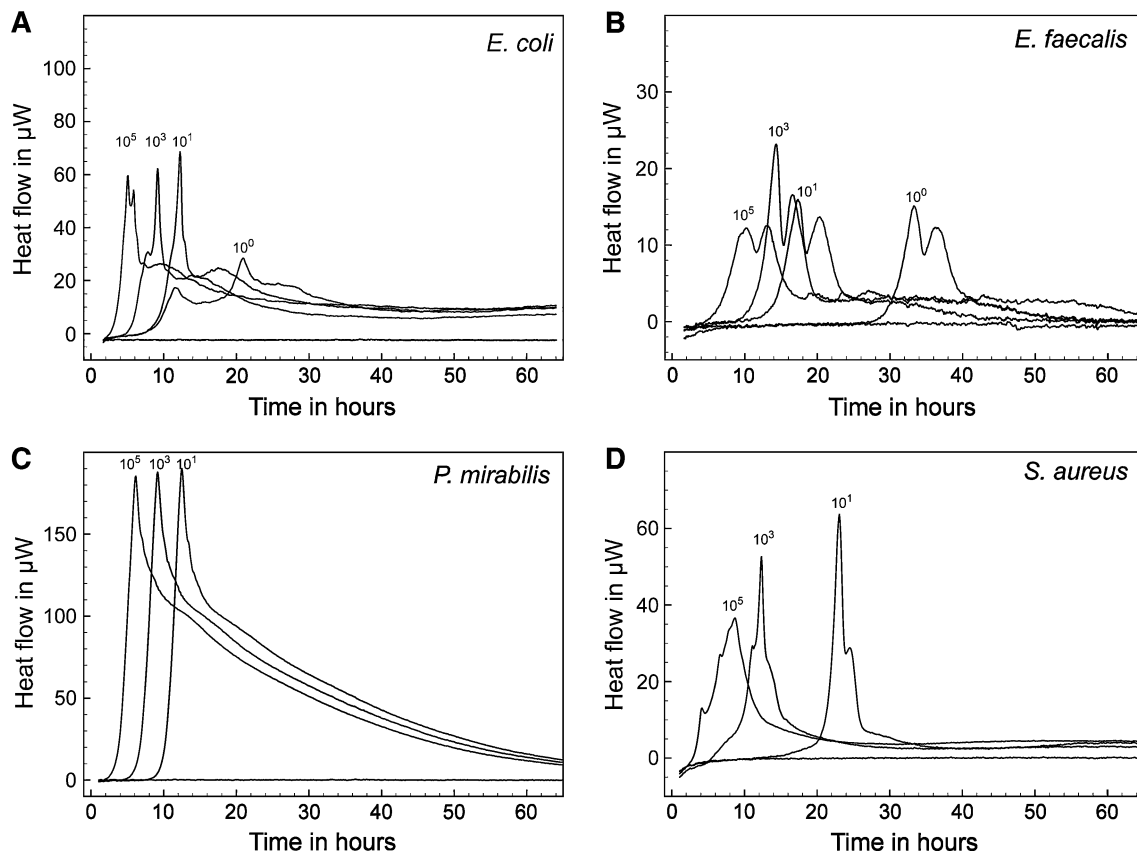 A
E. coli
Heat flow in µW
100
80
60
40
20
0
10⁵ 10³ 10¹
10⁰
0 10 20 30 40 50 60
Time in hours
B
E. faecalis
Heat flow in µW
30
20
10
0
10³
10¹
10⁵
10⁰
0 10 20 30 40 50 60
Time in hours
C
P. mirabilis
Heat flow in µW
150
100
50
0
10⁵ 10³ 10¹
0 10 20 30 40 50 60
Time in hours
D
S. aureus
Heat flow in µW
60
40
20
0
10¹
10³
10⁵
0 10 20 30 40 50 60
Time in hours